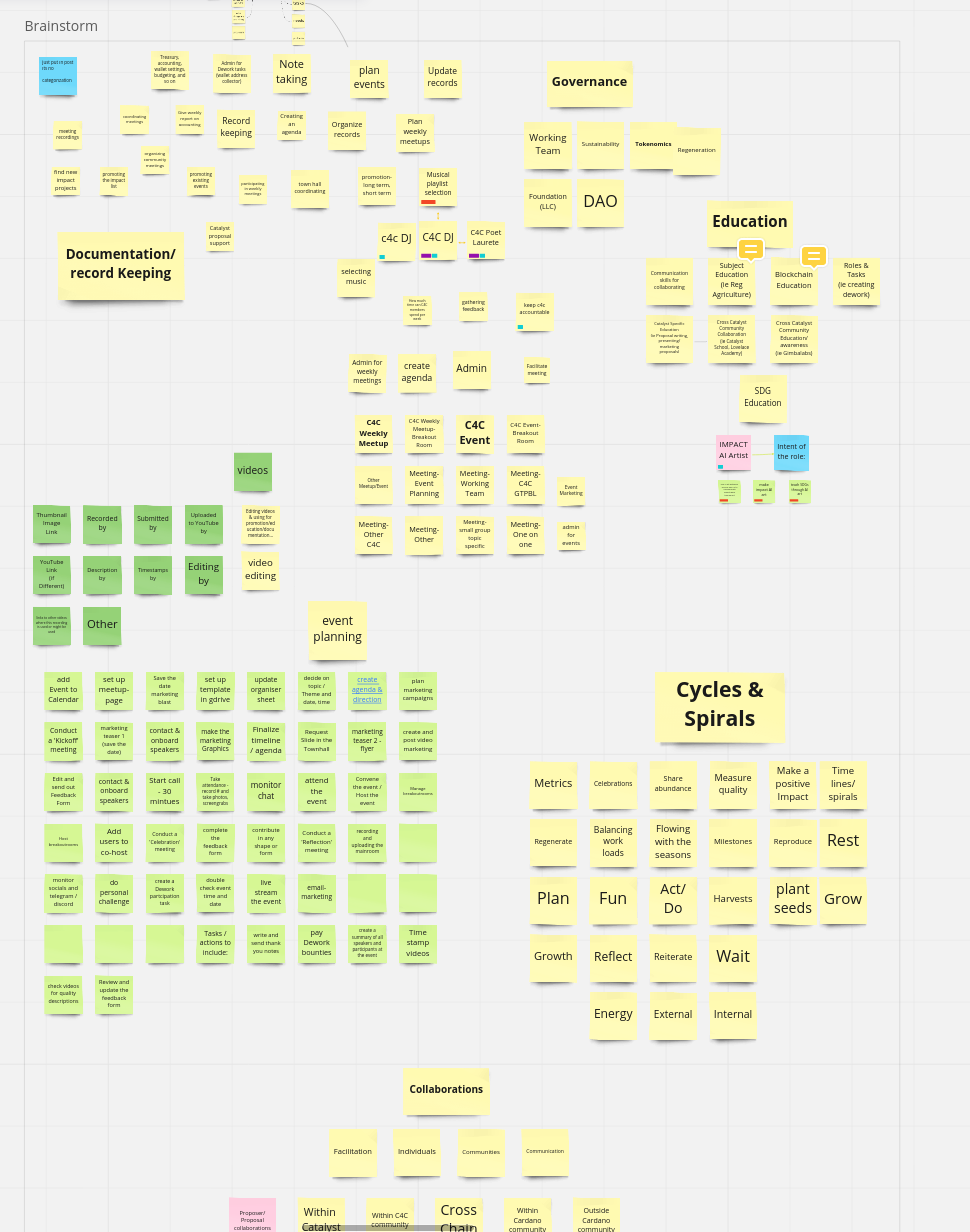 Brainstorm
just put in post
its no
categorization
Treasury,
accounting,
wallet settings,
budgeting, and
so on
Admin for
Dework tasks
(wallet address
collector)
Note
taking
plan
events
Update
records
Governance
meeting
recordings
coordinating
meetings
Give weekly
report on
accounting
Record
keeping
Creating
an
agenda
Organize
records
Plan
weekly
meetups
Working
Team
Sustainability
Tokenomics
Regeneration
organising
community
meetings
find new
impact
projects
promoting
the impact
list
promoting
existing
events
participating
in weekly
meetings
town hall
coordinating
promotion-
long term,
short term
Musical
playlist
selection
Foundation
(LLC)
DAO
Education
Catalyst
proposal
support
c4c DJ
C4C DJ
C4C Poet
Laurete
Documentation/
record Keeping
selecting
music
Communication
skills for
collaborating
Subject
Education
(ie Reg
Agriculture)
Blockchain
Education
Roles &
Tasks
(ie creating
dework)
How much
time can C4C
members
spend per
week
gathering
feedback
keep c4c
accountable
Catalyst Specific
Education
(ie Proposal writing,
presenting/
marketing
proposals)
Cross Catalyst
Community
Collaboration
(ie Catalyst
School, Lovelace
Academy)
Cross Catalyst
Community
Education/
awareness
(ie Gimbalabs)
Admin for
weekly
meetings
create
agenda
Admin
Facilitate
meeting
SDG
Education
C4C
Weekly
Meetup
C4C Weekly
Meetup-
Breakout
Room
C4C
Event
C4C Event-
Breakout
Room
IMPACT
AI Artist
Intent of
the role:
videos
Other
Meetup/Event
Meeting-
Event
Planning
Meeting-
Working
Team
Meeting-
C4C
GTPBL
Event
Marketing
make
impact AI
art
teach SDGs
through AI
art
Thumbnail
Image
Link
Recorded
by
Submitted
by
Uploaded
to YouTube
by
Editing videos
& using for
promotion/ed
ucation/docu
mentation...
Meeting-
Other
C4C
Meeting-
Other
Meeting-
small group
topic
specific
Meeting-
One on
one
admin
for
events
YouTube
Link
(if
Different)
Description
by
Timestamps
by
Editing
by
video
editing
Other
event
planning
add
Event to
Calendar
set up
meetup-
page
Save the
date
marketing
blast
set up
template
in gdrive
update
organiser
sheet
decide on
topic /
Theme and
date, time
create
agenda &
direction
plan
marketing
campaigns
Cycles &
Spirals
Conduct
a 'Kickoff'
meeting
marketing
teaser 1
(save the
date)
contact &
onboard
speakers
make the
marketing
Graphics
Finalize
timeline
/ agenda
Request
Slide in the
Townhall
marketing
teaser 2 -
flyer
create and
post video
marketing
Edit and
send out
Feedback
Form
contact &
onboard
speakers
Start call
- 30
mintues
Take
attendance -
record # and
take photos,
screengrabs
monitor
chat
attend
the
event
Convene
the event /
Host the
event
Manage
breakoutrooms
Metrics
Celebrations
Share
abundance
Measure
quality
Make a
positive
Impact
Time
lines/
spirals
Host
breakoutrooms
Add
users to
co-host
Conduct a
'Celebration'
meeting
complete
the
feedback
form
contribute
in any
shape or
form
Conduct a
'Reflection'
meeting
recording
and
uploading the
mainroom
Regenerate
Balancing
work
loads
Flowing
with the
seasons
Milestones
Reproduce
Rest
monitor
socials and
telegram /
discord
do
personal
challenge
create a
Dework
partcipation
task
double
check event
time and
date
live
stream
the event
email-
marketing
Plan
Fun
Act/
Do
Harvests
plant
seeds
Grow
Tasks /
actions to
include:
write and
send thank
you notes
pay
Dework
bounties
create a
summary of all
speakers and
participants at
the event
Time
stamp
videos
Growth
Reflect
Reiterate
Wait
check videos
for quality
descriptions
Review and
update the
feedback
form
Energy
External
Internal
Collaborations
Facilitation
Individuals
Communities
Communication
Proposer/
Proposal
collaborations
Within
Catalyst
Within C4C
community
Cross
Chain
Within
Cardano
community
Outside
Cardano
community